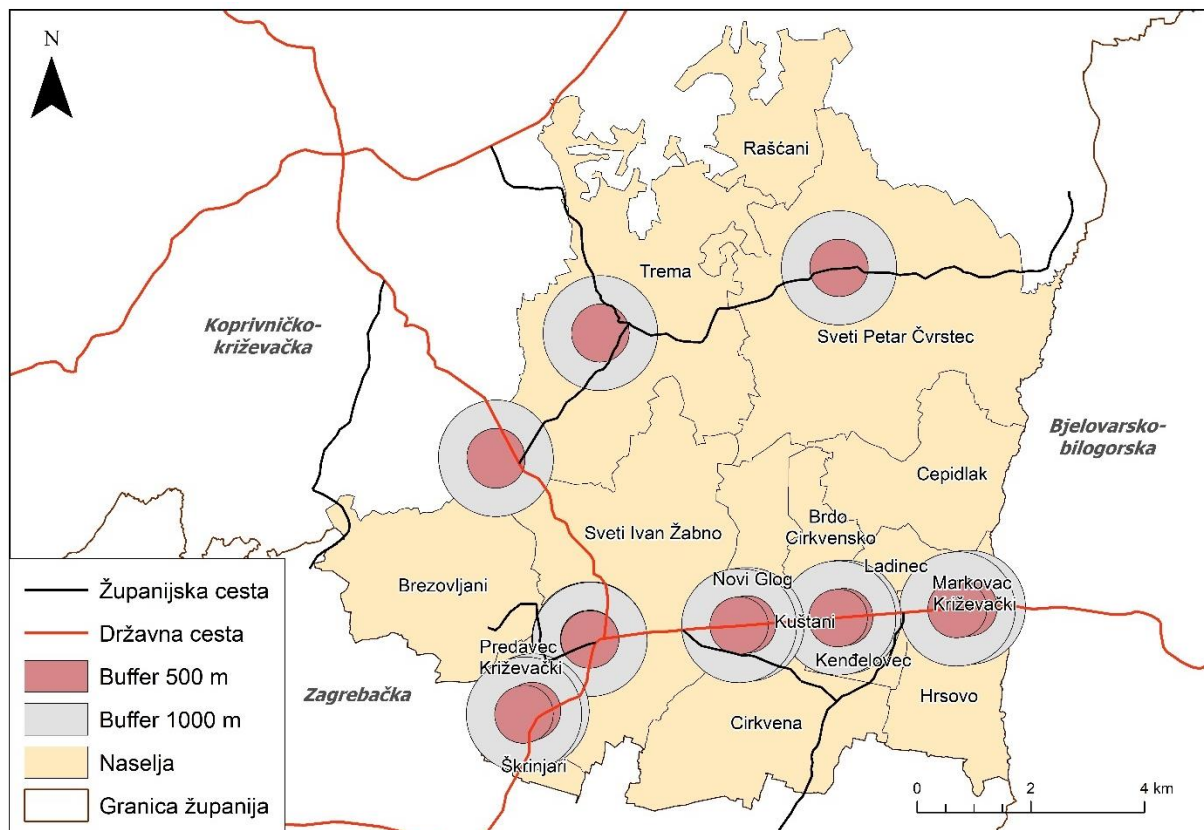 N
Rašćani
Trema
Koprivničko-
križevačka
Sveti Petar Čvrstec
Bjelovarsko-
bilogorska
Cepidlak
Sveti Ivan Žabno
Brdo
Cirkvensko
Ladinec
Novi Glog
Markovac
Križevački
Brezovljani
Kuštani
Predavec
Križevački
Kenđelovec
Zagrebačka
Hrsovo
Cirkvena
Škrinjari
Županijska cesta
Državna cesta
Buffer 500 m
Buffer 1000 m
Naselja
Granica županija
0 2 4 km